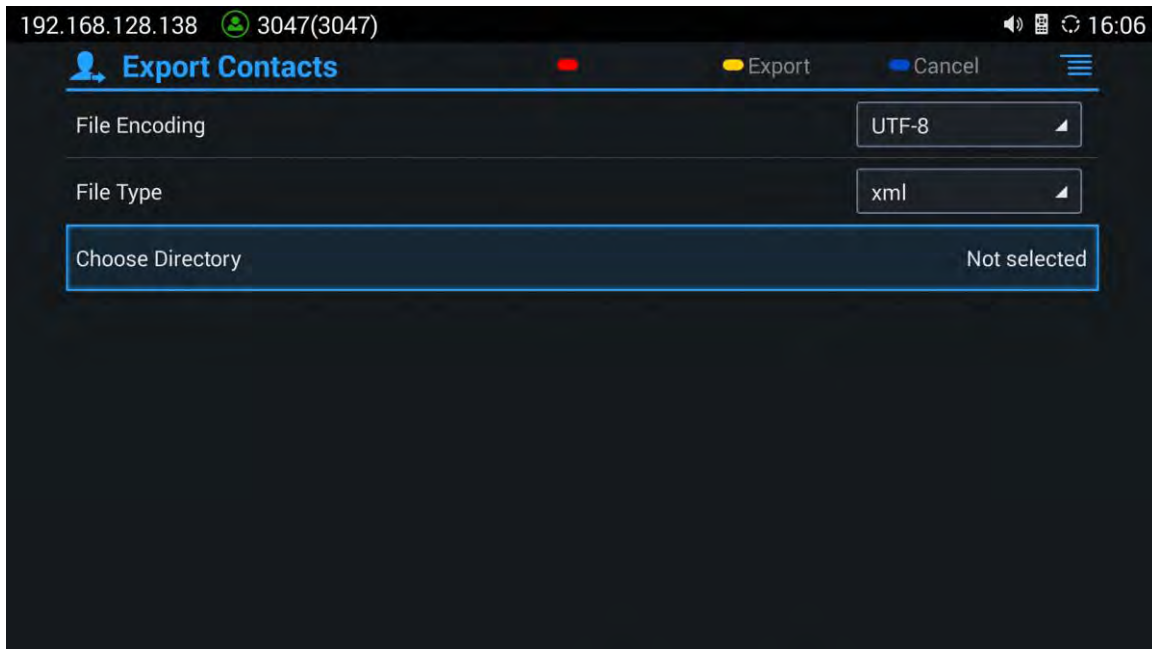 192.168.128.138 3047(3047) 16:06
Export Contacts Export Cancel
File Encoding UTF-8
File Type xml
Choose Directory Not selected